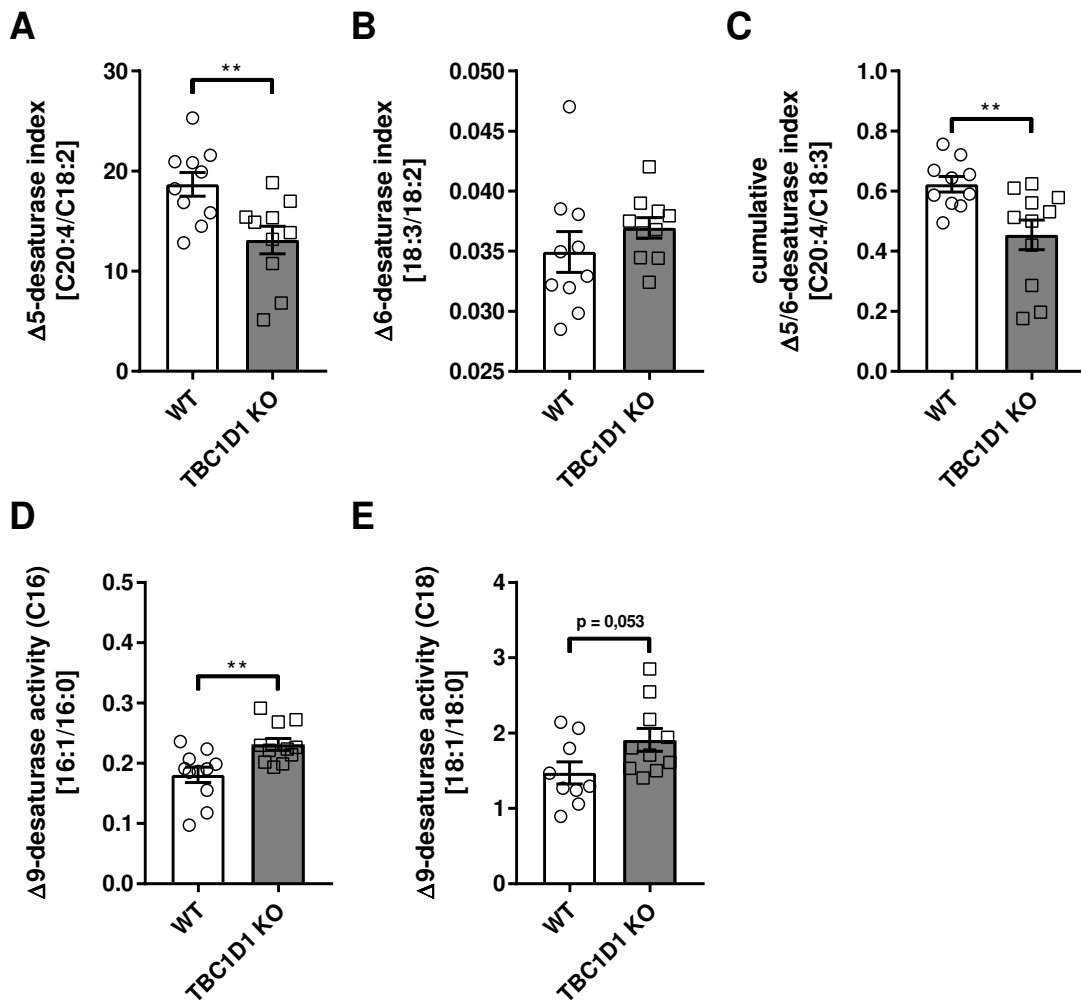 A
Δ5-desaturase index
[C20:4/C18:2]
30
20
10
0
**
WT
TBC1D1 KO
B
Δ6-desaturase index
[18:3/18:2]
0.050
0.045
0.040
0.035
0.030
0.025
WT
TBC1D1 KO
C
cumulative
Δ5/6-desaturase index
[C20:4/C18:3]
1.0
0.8
0.6
0.4
0.2
0.0
**
WT
TBC1D1 KO
D
Δ9-desaturase activity (C16)
[16:1/16:0]
0.5
0.4
0.3
0.2
0.1
0.0
**
WT
TBC1D1 KO
E
Δ9-desaturase activity (C18)
[18:1/18:0]
4
3
2
1
0
p = 0,053
WT
TBC1D1 KO